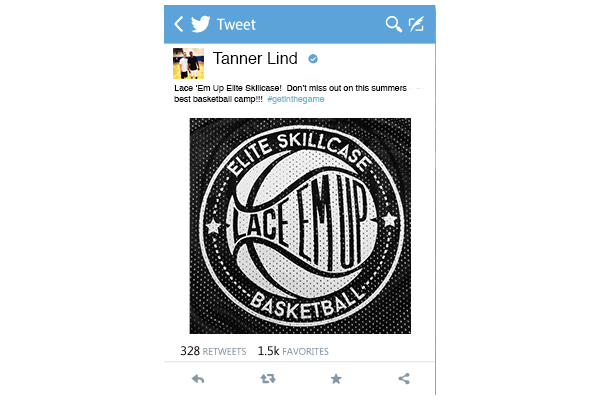 Tweet
Tanner Lind
Lace 'Em Up Elite Skillcase!  Don't miss out on this summers
best basketball camp!!!  #getinthegame
ELITE SKILLCASE
LACE EM UP
BASKETBALL
328 RETWEETS 1.5k FAVORITES